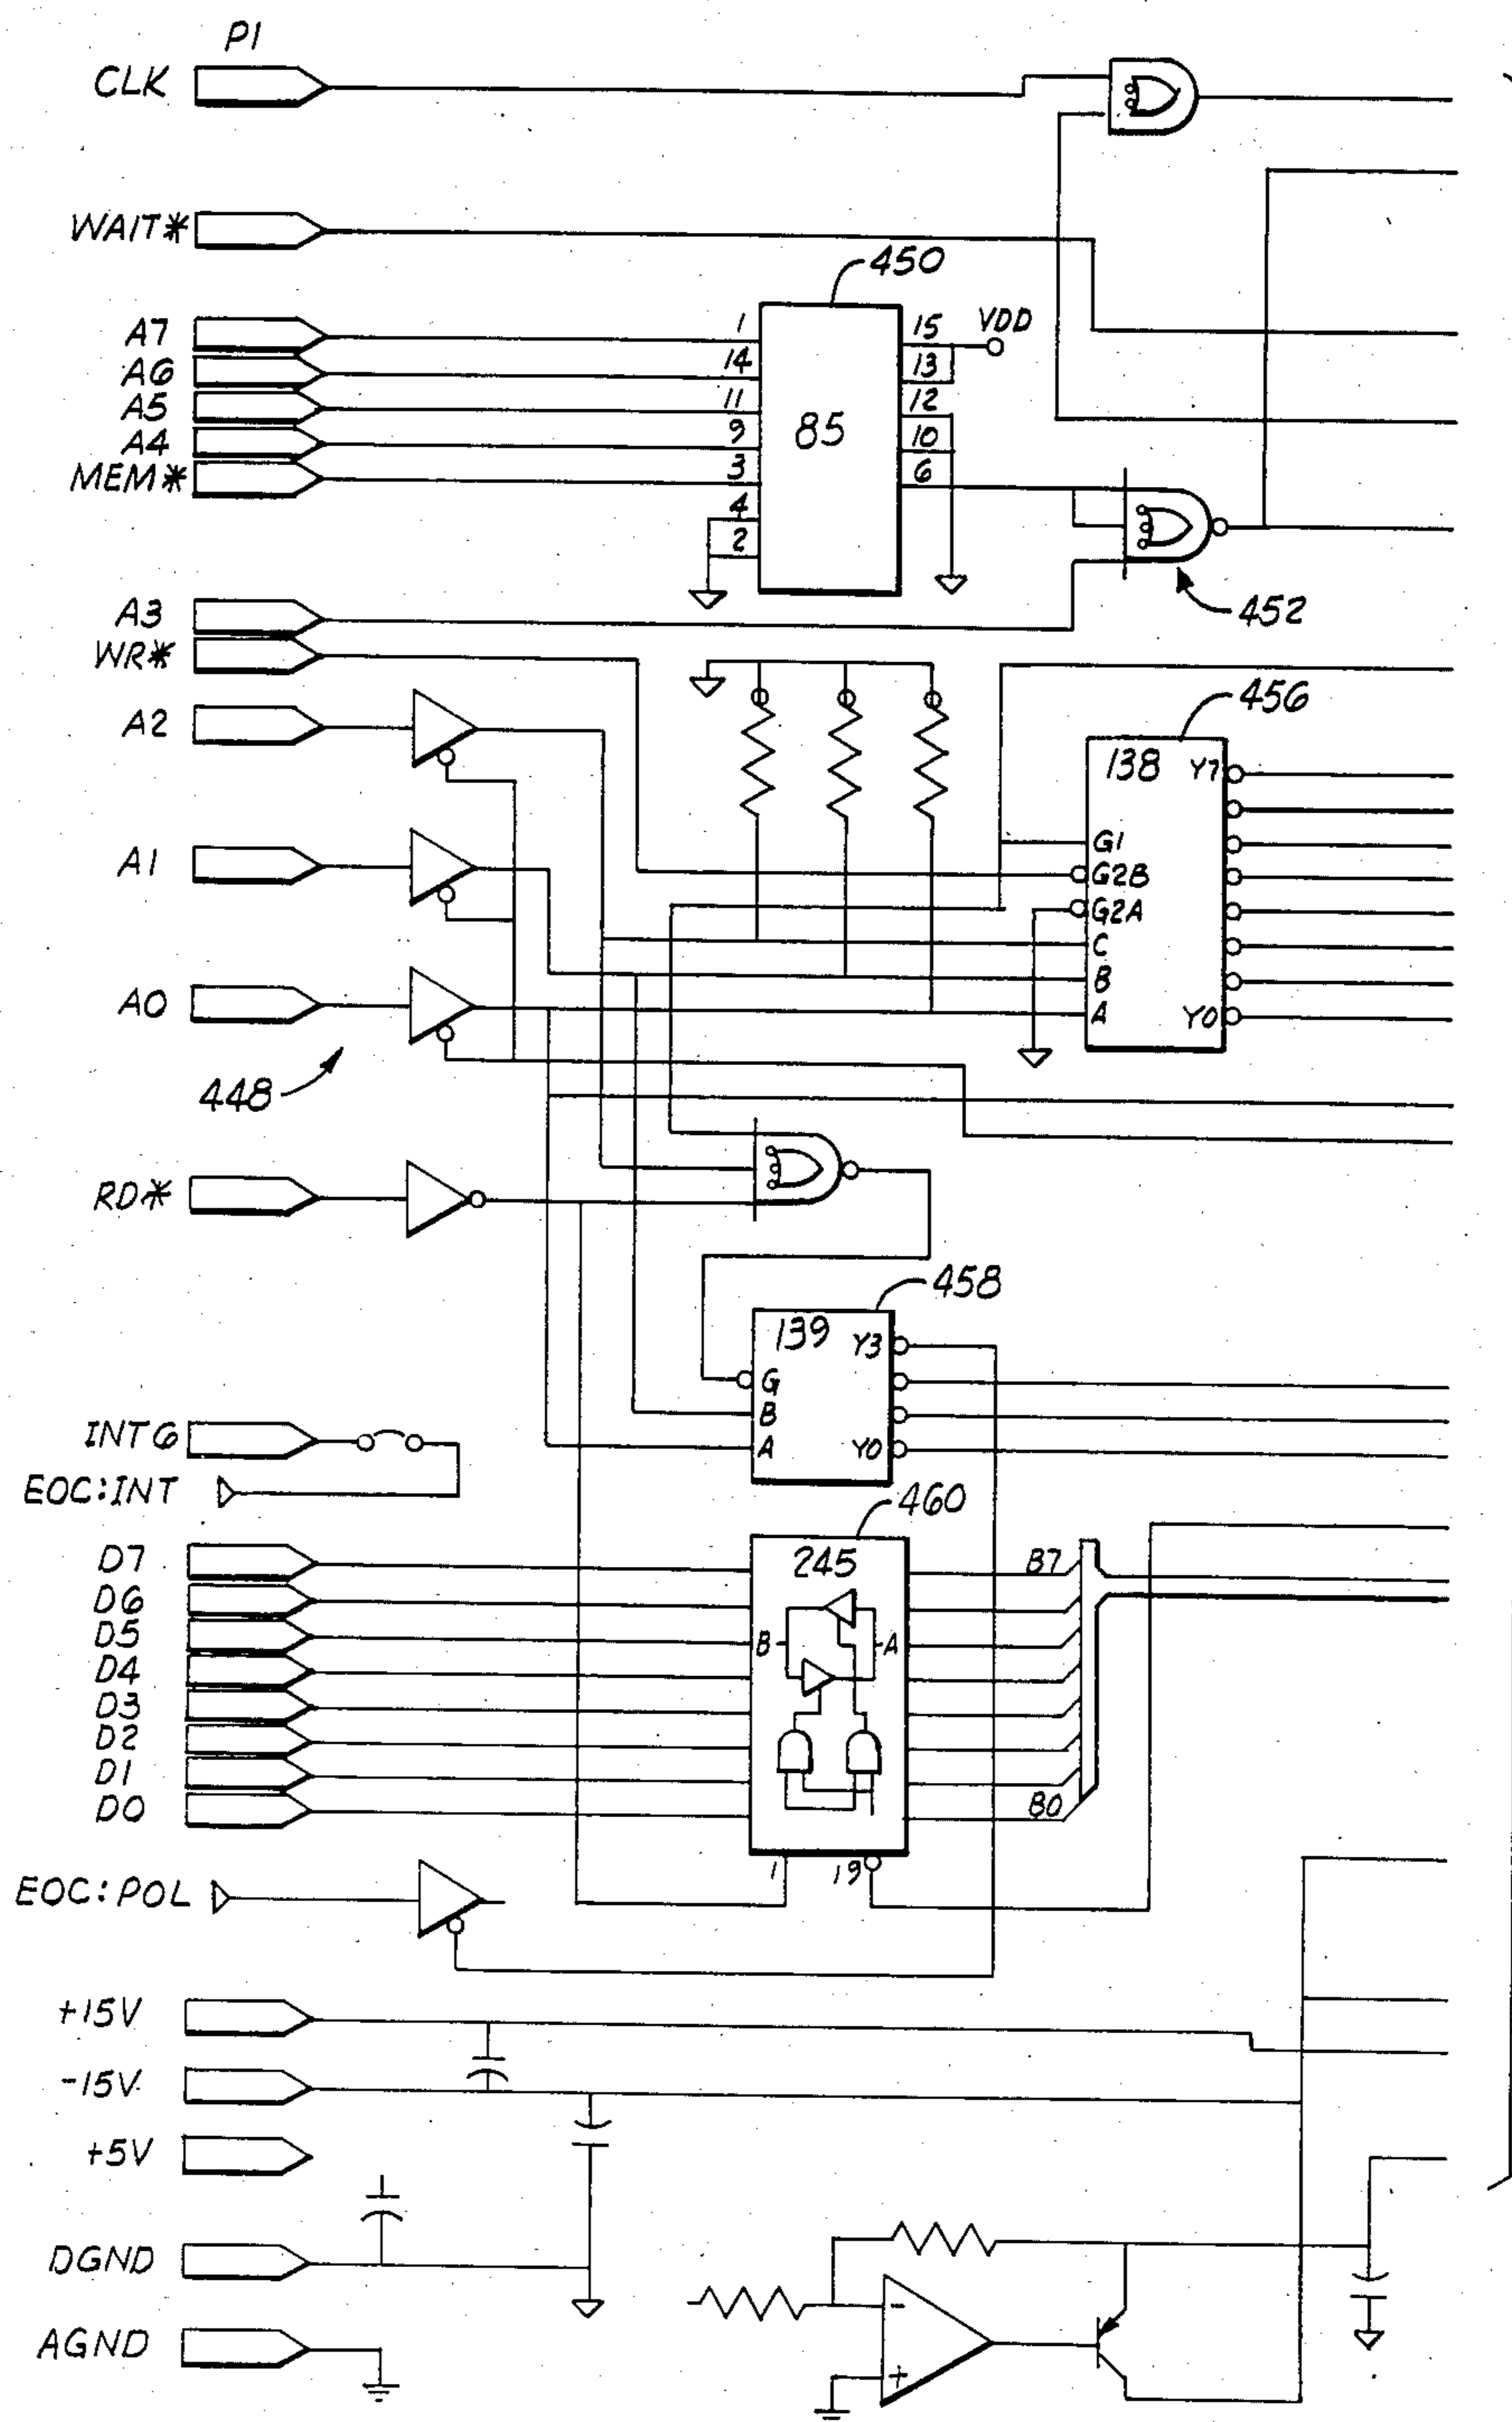 P1
CLK
WAIT*
450
A7
A6
A5
A4
MEM*
1
14
11
9
3
4
2
85
15
13
12
10
6
VDD
452
A3
WR*
A2
A1
A0
448
456
138
Y7
G1
G2B
G2A
C
B
A
Y0
RD*
458
139
Y3
G
B
A
Y0
INT6
EOC:INT
460
245
D7
D6
D5
D4
D3
D2
D1
D0
B
A
B7
B0
1
19
EOC:POL
+15V
-15V
+5V
DGND
AGND
-
+